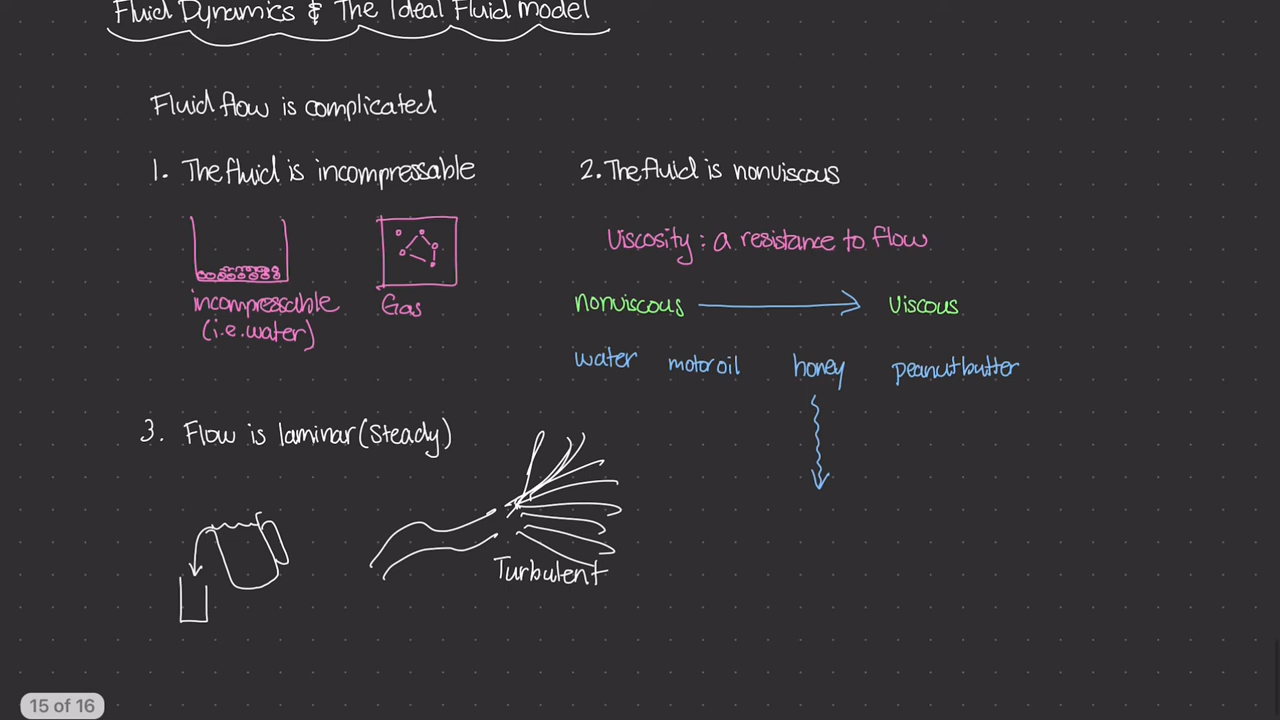 Fluid Dynamics & The Ideal Fluid model
Fluid flow is complicated
1. The fluid is incompressable
incompressable
(i.e. water)
Gas
2. The fluid is nonviscous
Viscosity : a resistance to flow
nonviscous
viscous
water motor oil honey peanut butter
3. Flow is laminar (Steady)
Turbulent
15 of 16